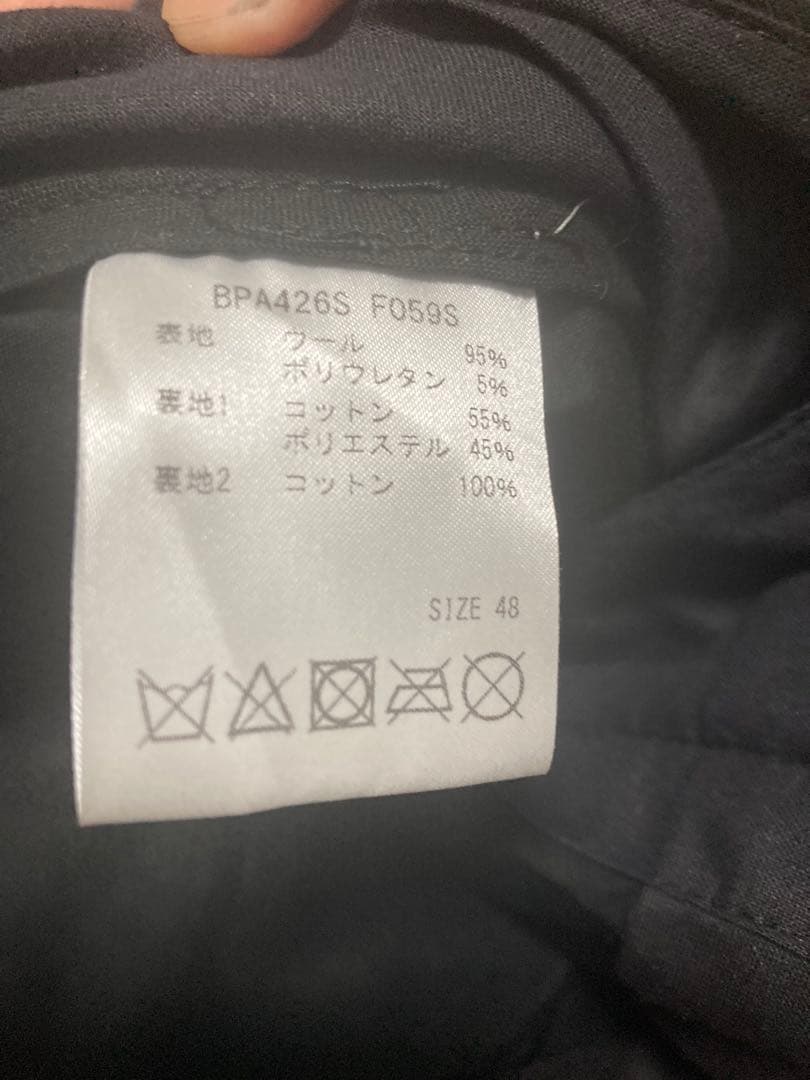 BPA426S F059S
表地 ウール 95%
ポリウレタン 5%
裏地1 コットン 55%
ポリエステル 45%
裏地2 コットン 100%
SIZE 48